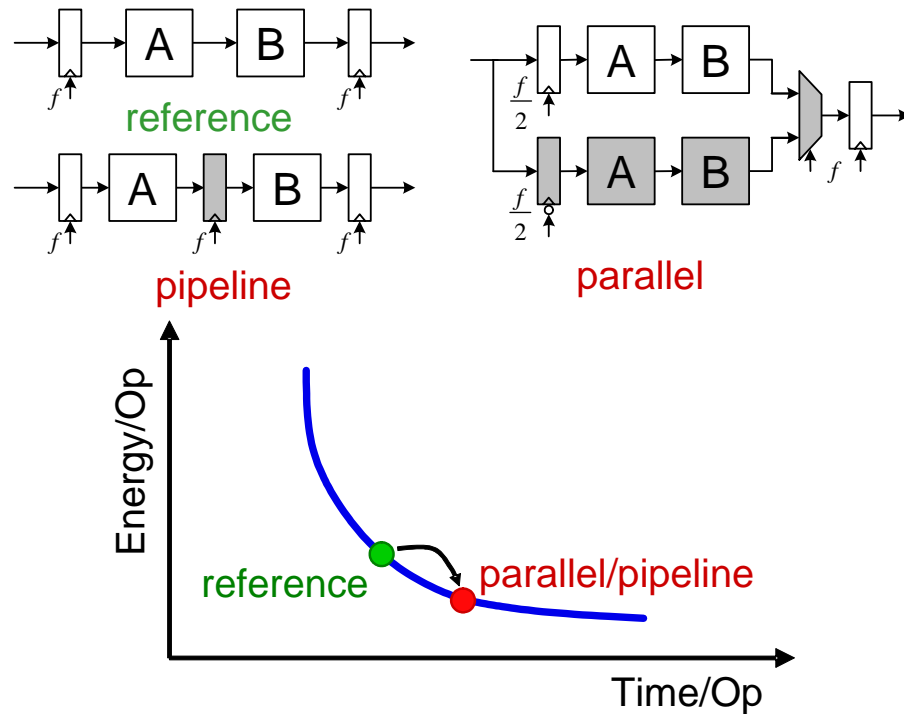 A B
f f
reference
A B
f f f
pipeline
f/2 A B
f/2 A B
f
parallel
Energy/Op
reference
parallel/pipeline
Time/Op